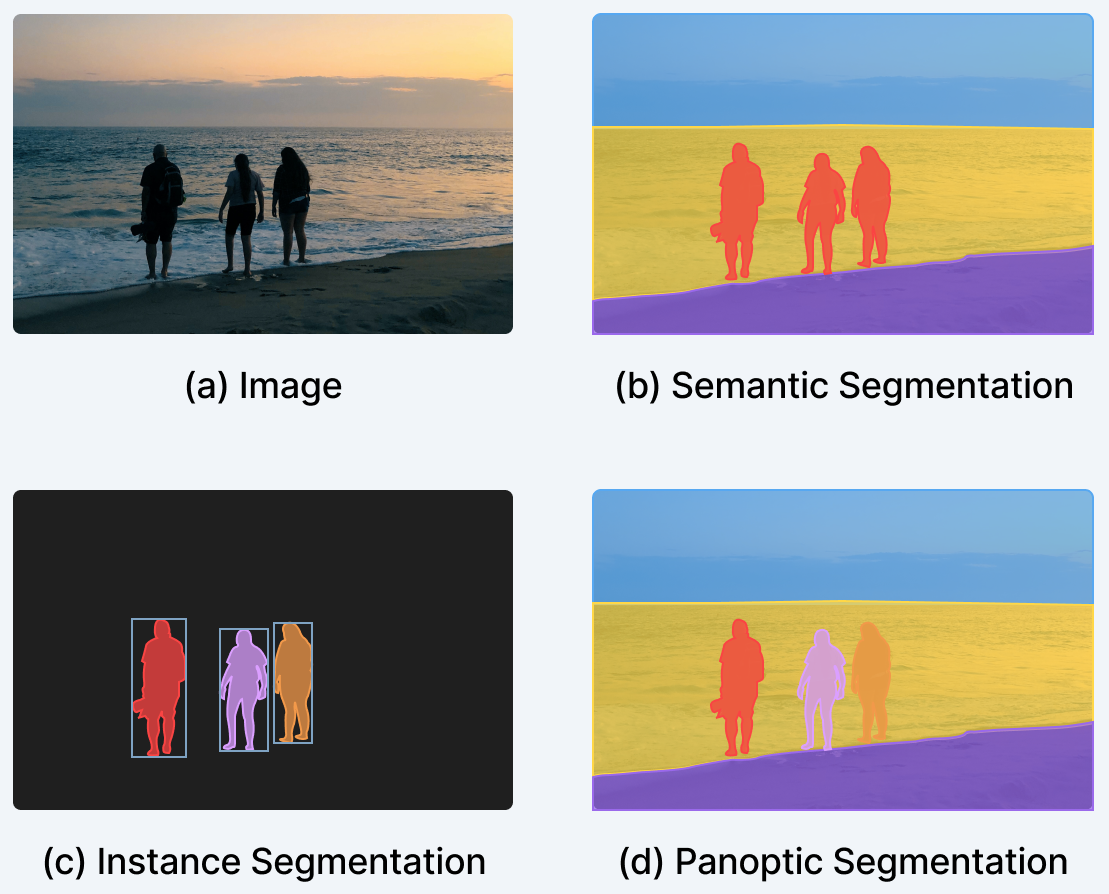 (a) Image
(b) Semantic Segmentation
(c) Instance Segmentation
(d) Panoptic Segmentation